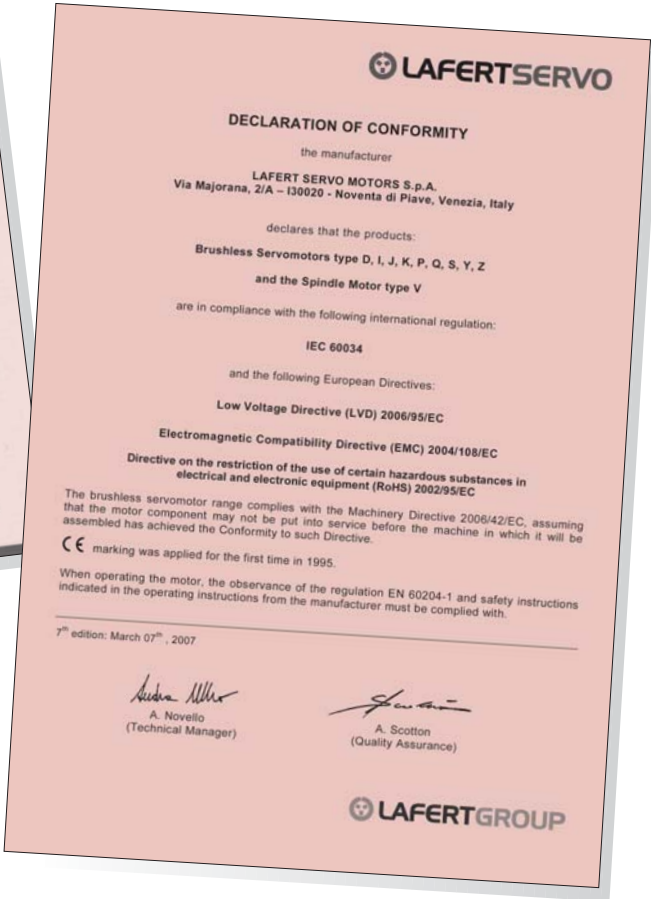 LAFERTSERVO
DECLARATION OF CONFORMITY
the manufacturer
LAFERT SERVO MOTORS S.p.A.
Via Majorana, 2/A – I30020 - Noventa di Piave, Venezia, Italy
declares that the products:
Brushless Servomotors type D, I, J, K, P, Q, S, Y, Z
and the Spindle Motor type V
are in compliance with the following international regulation:
IEC 60034
and the following European Directives:
Low Voltage Directive (LVD) 2006/95/EC
Electromagnetic Compatibility Directive (EMC) 2004/108/EC
Directive on the restriction of the use of certain hazardous substances in
electrical and electronic equipment (RoHS) 2002/95/EC
The brushless servomotor range complies with the Machinery Directive 2006/42/EC, assuming
that the motor component may not be put into service before the machine in which it will be
assembled has achieved the Conformity to such Directive.
CE marking was applied for the first time in 1995.
When operating the motor, the observance of the regulation EN 60204-1 and safety instructions
indicated in the operating instructions from the manufacturer must be complied with.
7th edition: March 07th , 2007
A. Novello
(Technical Manager)
A. Scotton
(Quality Assurance)
LAFERTGROUP